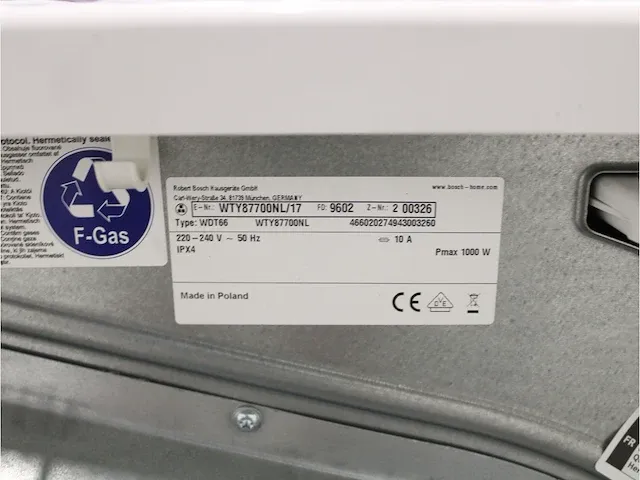 otocol. Hermetically seale
F-Gas
Robert Bosch Hausgeräte GmbH
www.bosch-home.com
Carl-Wery-Straße 34, 81739 München, GERMANY
E-Nr.: WTY87700NL/17 FD: 9602 Z-Nr.: 2 00326
Type: WDT66 WTY87700NL 466020274943003260
220-240 V ~ 50 Hz 10 A
IPX4 Pmax 1000 W
Made in Poland
CE
FR